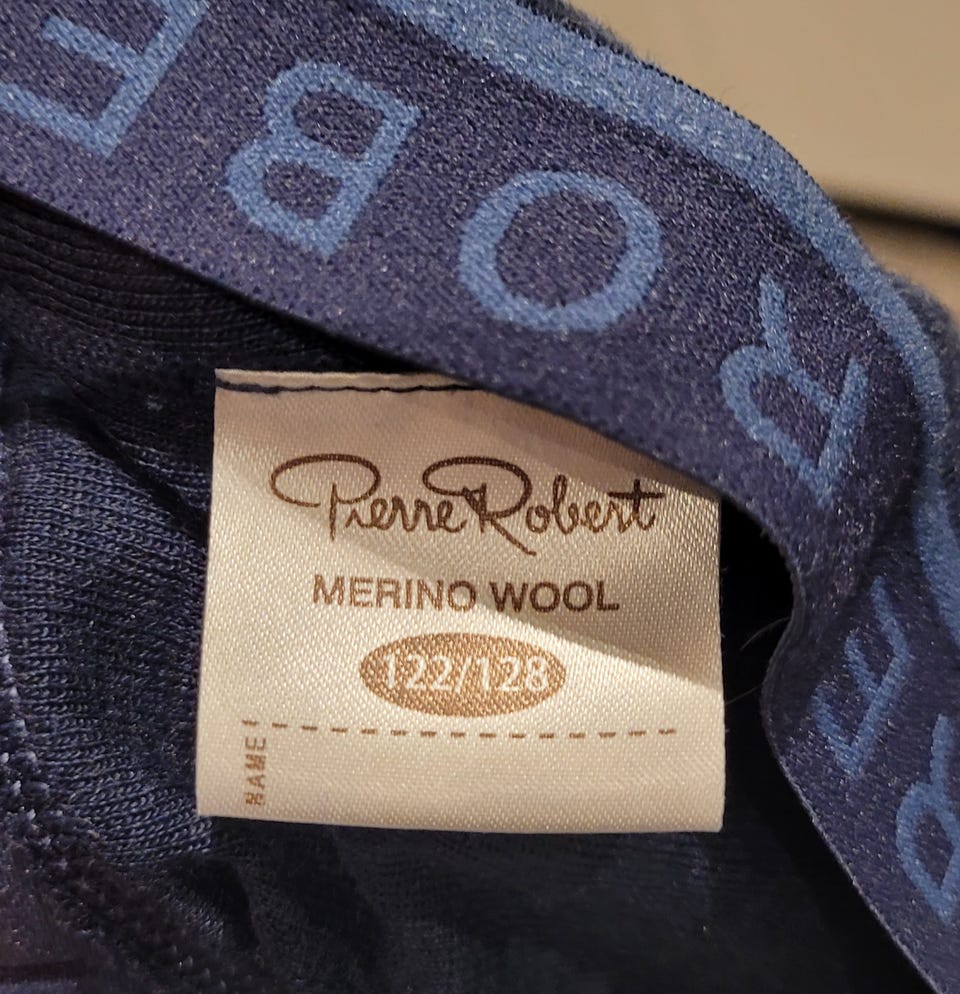 E B O R
R E
Pierre Robert
MERINO WOOL
122/128
NAME